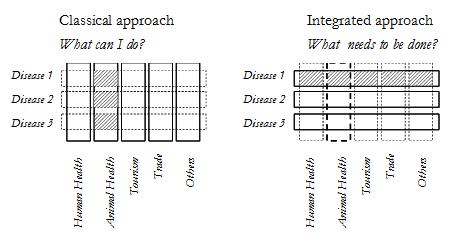 Classical approach
What can I do?
Disease 1
Disease 2
Disease 3
Human Health
Animal Health
Tourism
Trade
Others
Integrated approach
What needs to be done?
Disease 1
Disease 2
Disease 3
Human Health
Animal Health
Tourism
Trade
Others